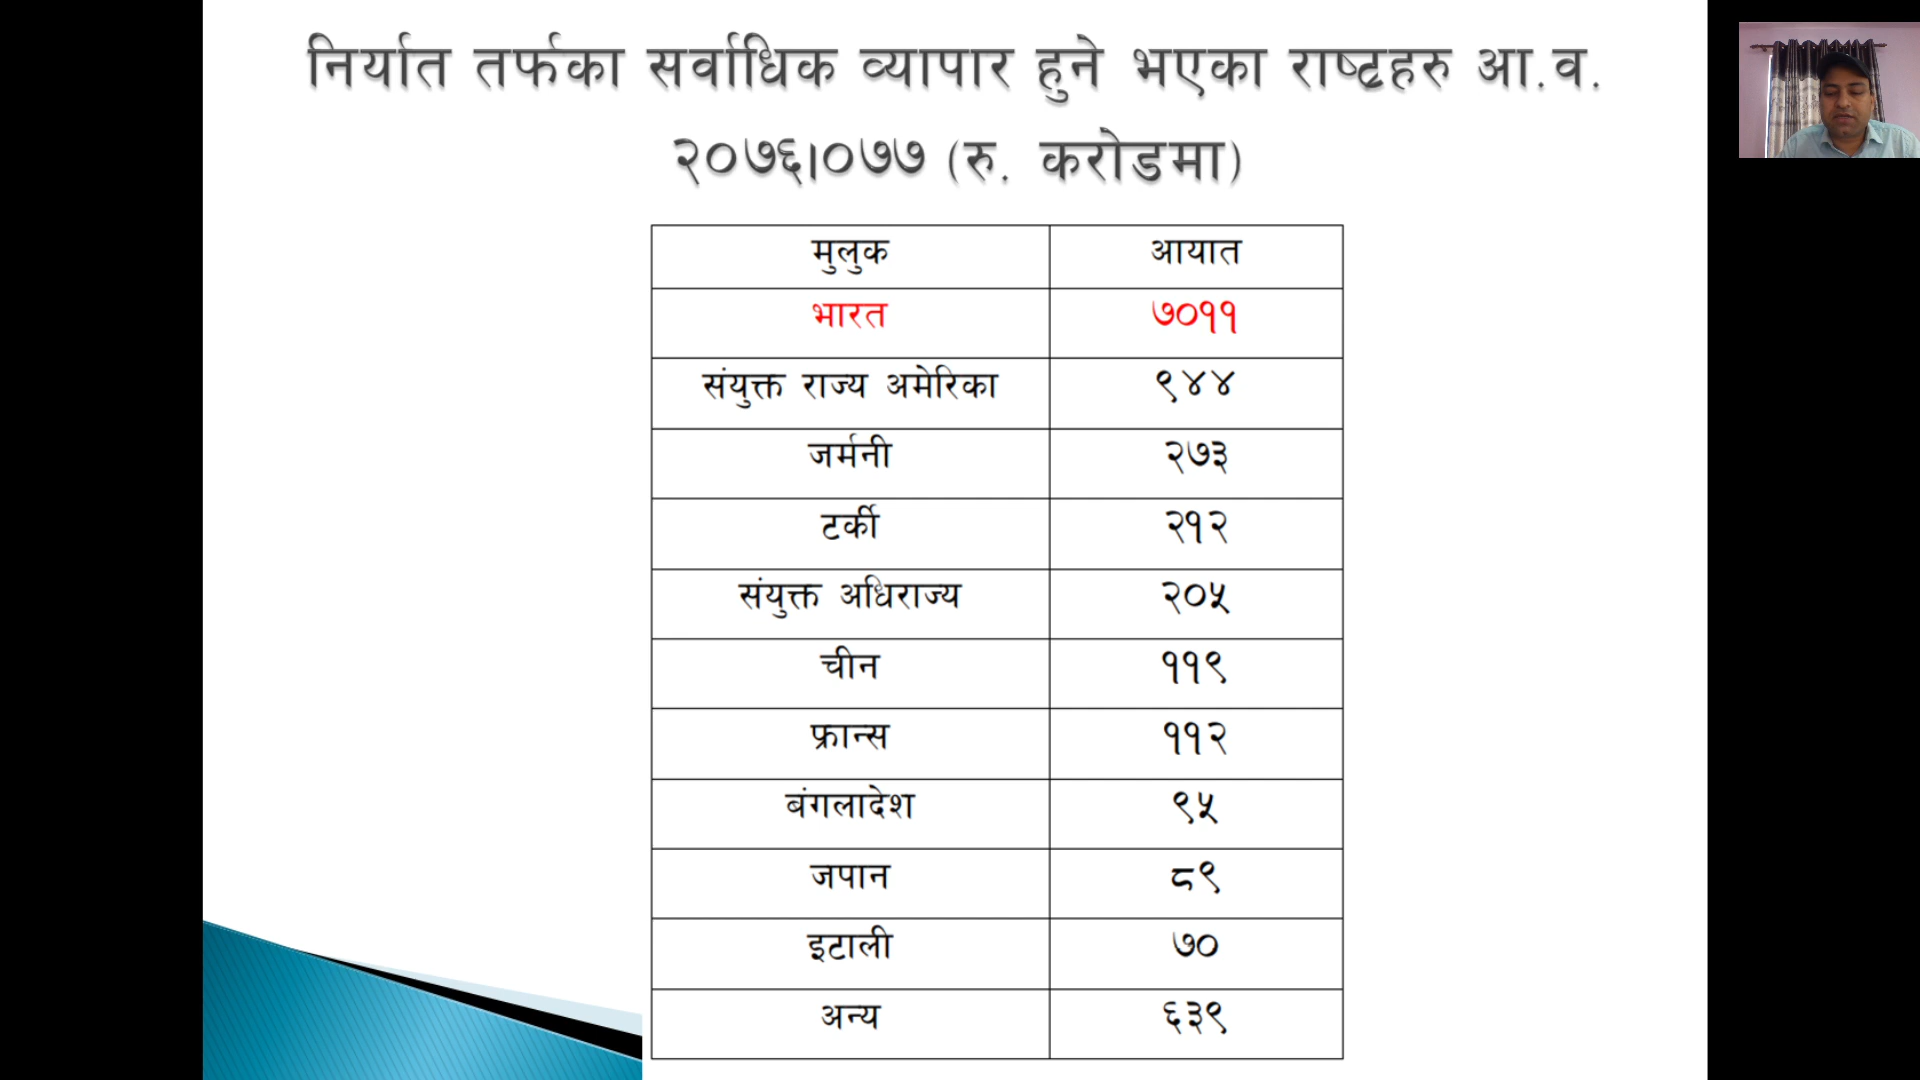 निर्यात तर्फका सर्वाधिक व्यापार हुने भएका राष्ट्रहरु आ.व.
२०७६।०७७ (रु. करोडमा)
मुलुक आयात
भारत ७०११
संयुक्त राज्य अमेरिका ९४४
जर्मनी २७३
टर्की २१२
संयुक्त अधिराज्य २०५
चीन ११९
फ्रान्स ११२
बंगलादेश ९५
जपान ८९
इटाली ७०
अन्य ६३९